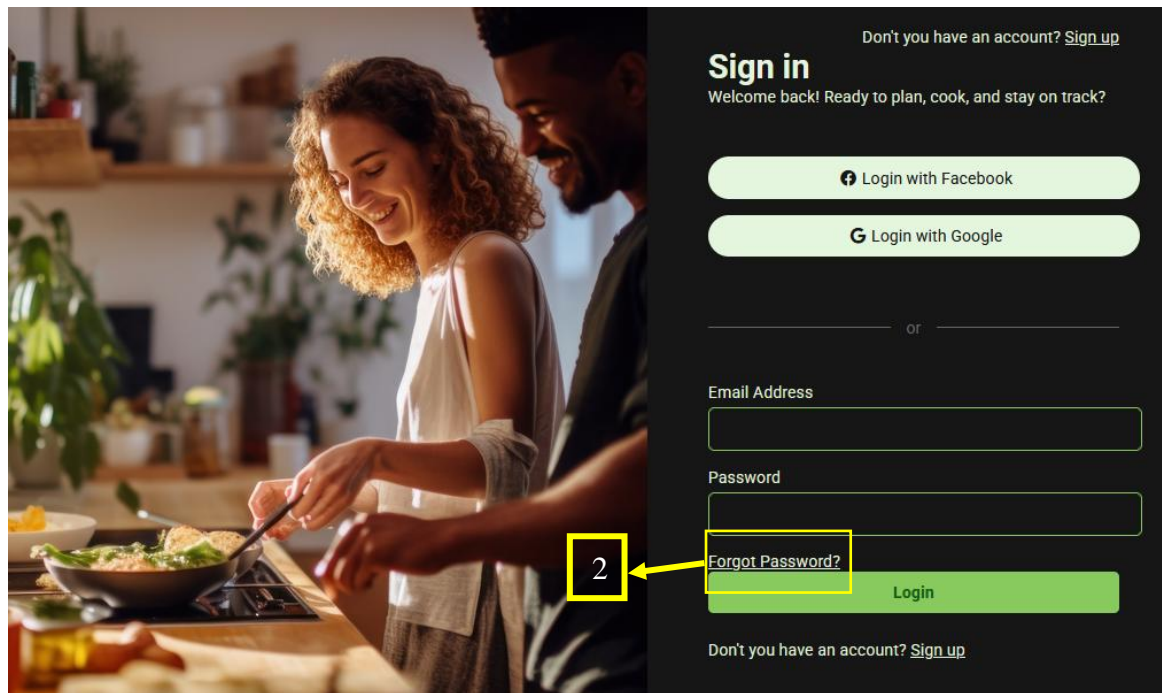 Don't you have an account? Sign up
Sign in
Welcome back! Ready to plan, cook, and stay on track?
Login with Facebook
G Login with Google
or
Email Address
Password
Forgot Password?
2
Login
Don't you have an account? Sign up